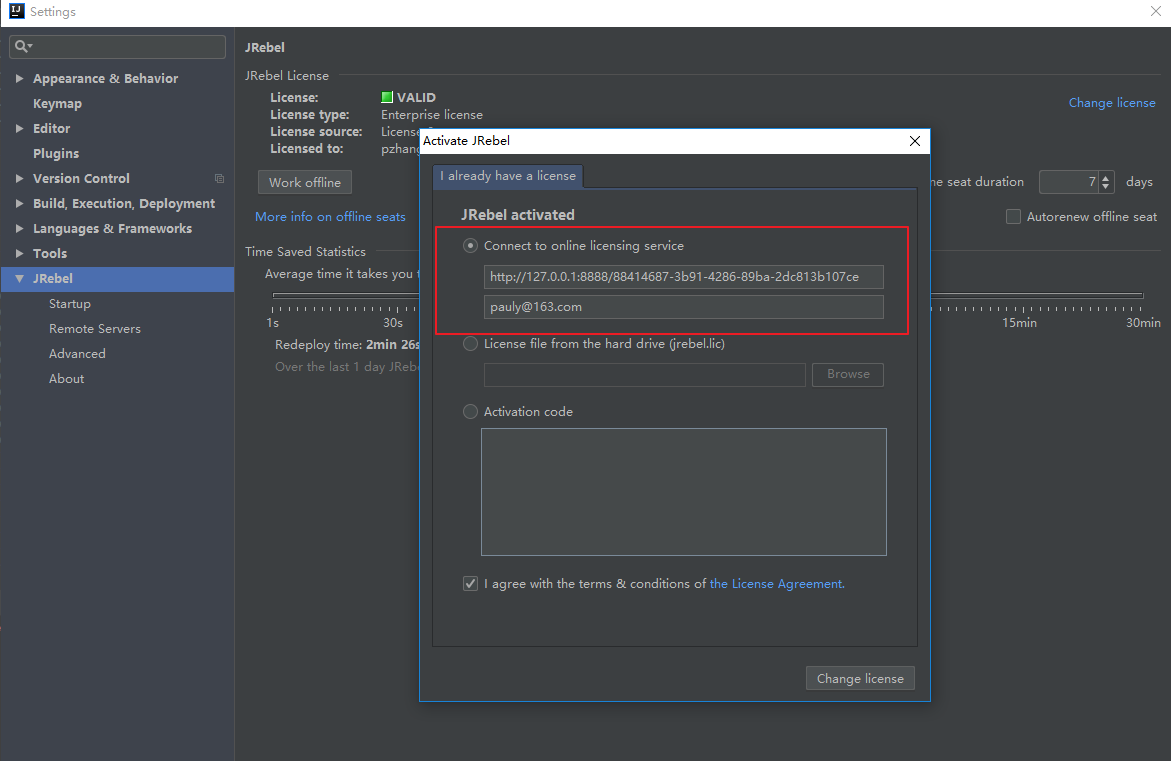 Settings
JRebel
Appearance & Behavior
Keymap
Editor
Plugins
Version Control
Build, Execution, Deployment
Languages & Frameworks
Tools
JRebel
Startup
Remote Servers
Advanced
About
JRebel License
License: VALID
Change license
License type: Enterprise license
License source: License
Licensed to: pzhang
Work offline
seat duration 7 days
More info on offline seats
Autorenew offline seat
Time Saved Statistics
Average time it takes you
1s 30s 15min 30min
Redeploy time: 2min 26s
Over the last 1 day
Activate JRebel
I already have a license
JRebel activated
Connect to online licensing service
http://127.0.0.1:8888/88414687-3b91-4286-89ba-2dc813b107ce
pauly@163.com
License file from the hard drive (jrebel.lic)
Browse
Activation code
I agree with the terms & conditions of the License Agreement.
Change license